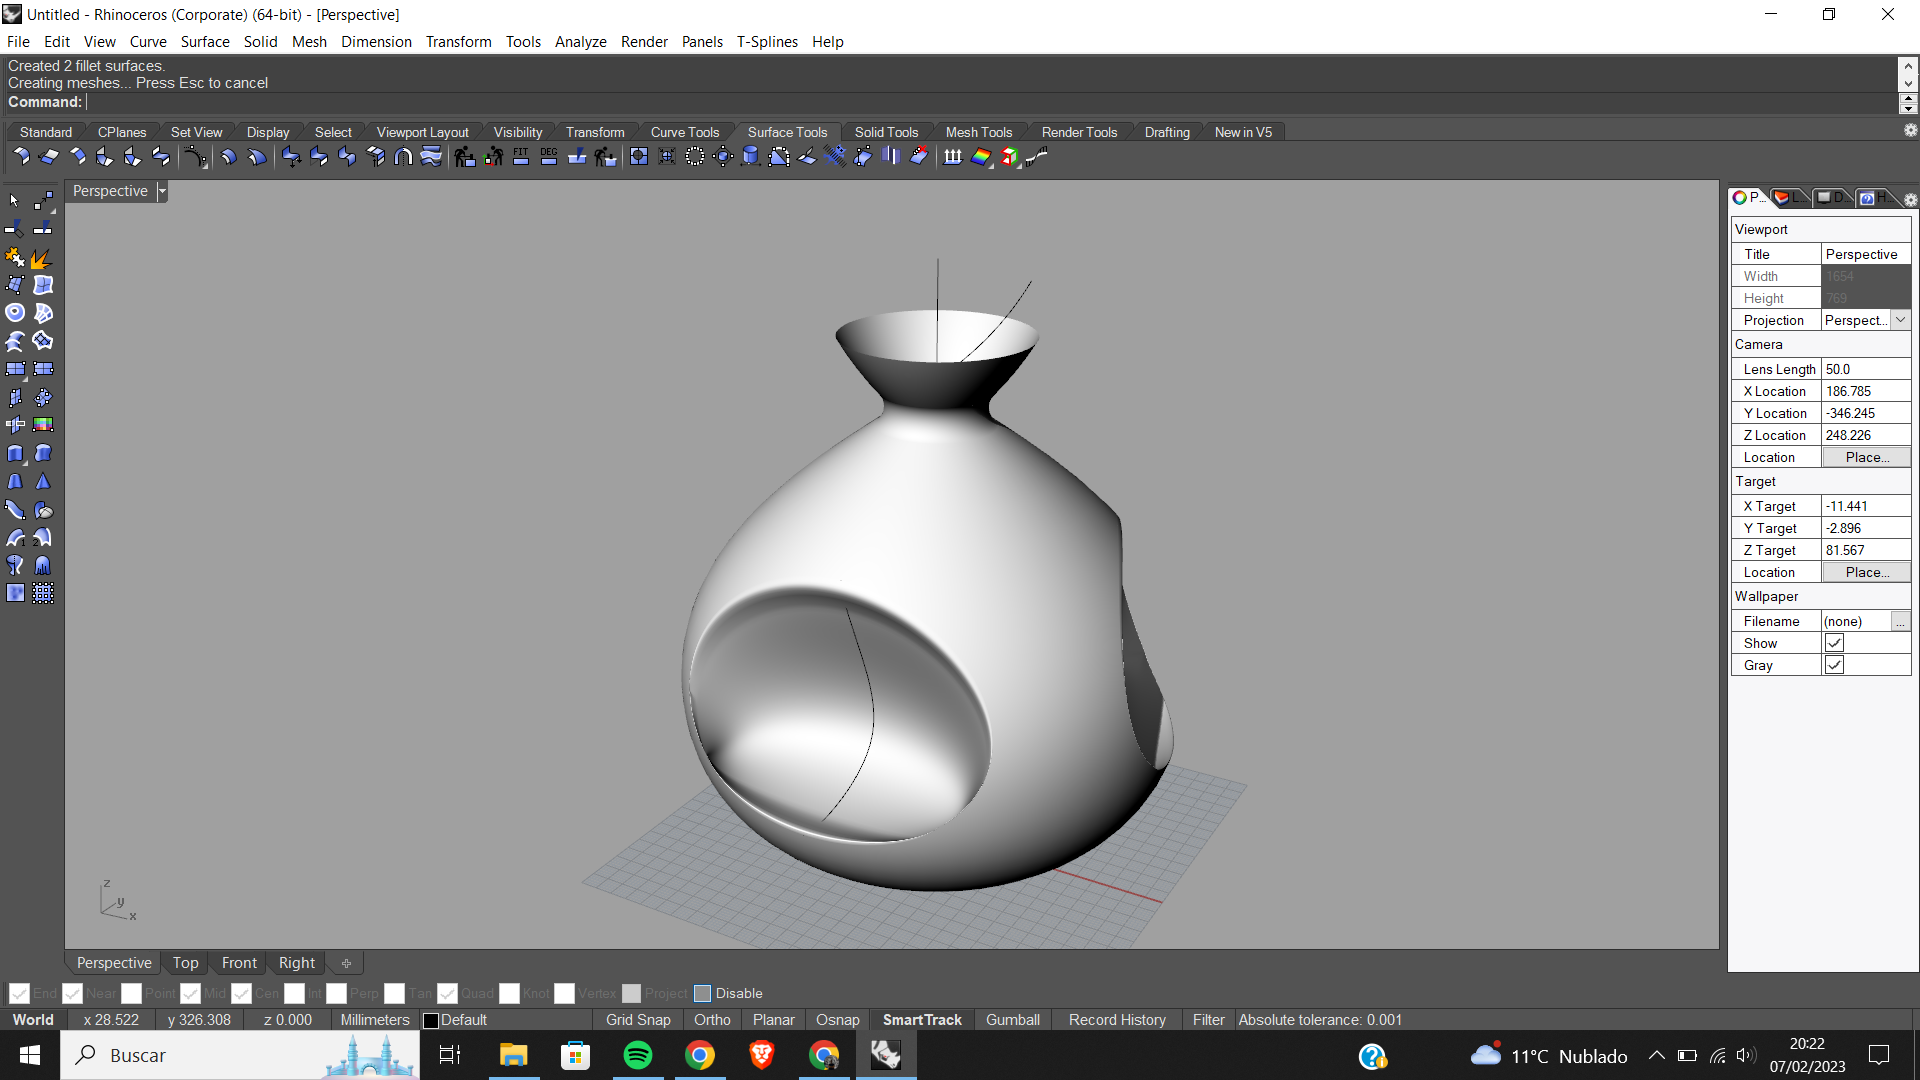 Untitled - Rhinoceros (Corporate) (64-bit) - [Perspective]
File Edit View Curve Surface Solid Mesh Dimension Transform Tools Analyze Render Panels T-Splines Help
Created 2 fillet surfaces.
Creating meshes... Press Esc to cancel
Command:
Standard CPlanes Set View Display Select Viewport Layout Visibility Transform Curve Tools Surface Tools Solid Tools Mesh Tools Render Tools Drafting New in V5
FIT DEG
Perspective
P... L... D... H...
Viewport
Title Perspective
Width 1654
Height 769
Projection Perspect...
Camera
Lens Length 50.0
X Location 186.785
Y Location -346.245
Z Location 248.226
Location Place...
Target
X Target -11.441
Y Target -2.896
Z Target 81.567
Location Place...
Wallpaper
Filename (none) ...
Show
Gray
z
y
x
Perspective Top Front Right
End Near Point Mid Cen Int Perp Tan Quad Knot Vertex Project Disable
World x 28.522 y 326.308 z 0.000 Millimeters Default Grid Snap Ortho Planar Osnap SmartTrack Gumball Record History Filter Absolute tolerance: 0.001
Buscar
11°C Nublado
20:22
07/02/2023